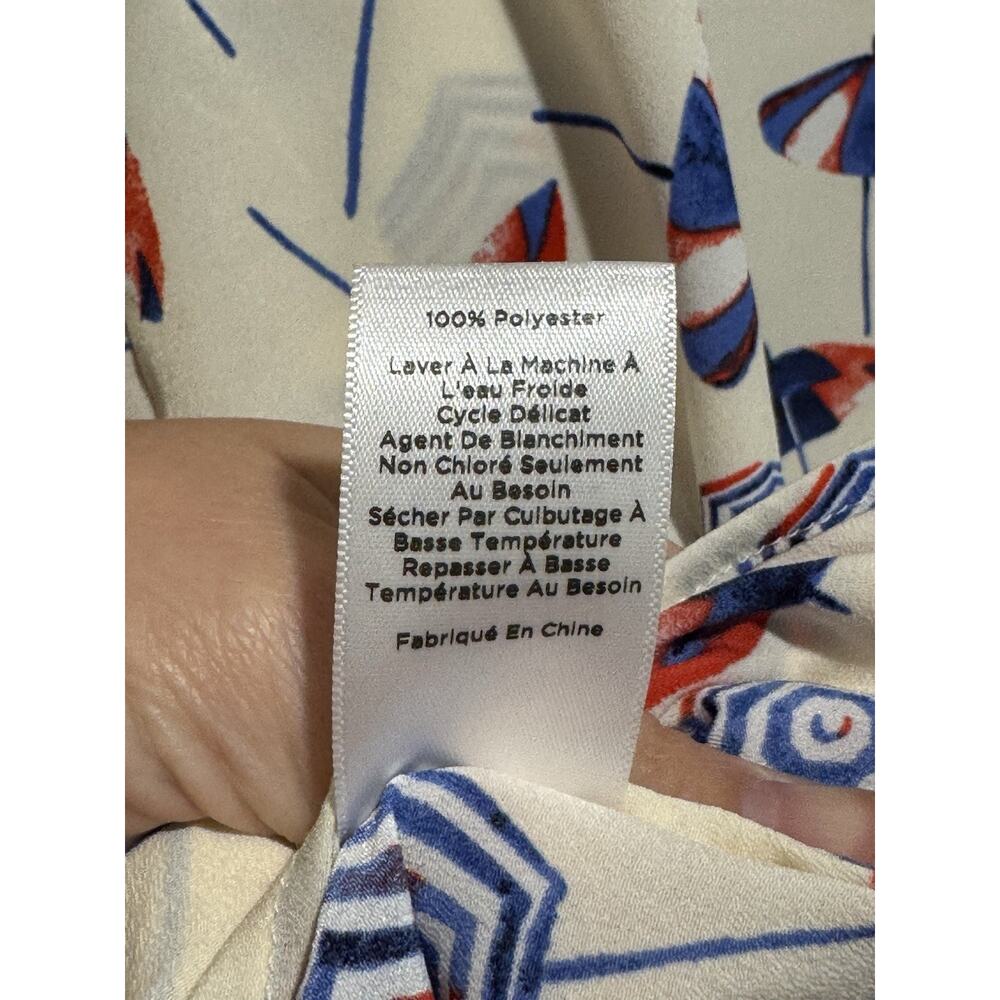 100% Polyester
Laver À La Machine À
L'eau Froide
Cycle Délicat
Agent De Blanchiment
Non Chloré Seulement
Au Besoin
Sécher Par Culbutage À
Basse Température
Repasser À Basse
Température Au Besoin
Fabriqué En Chine